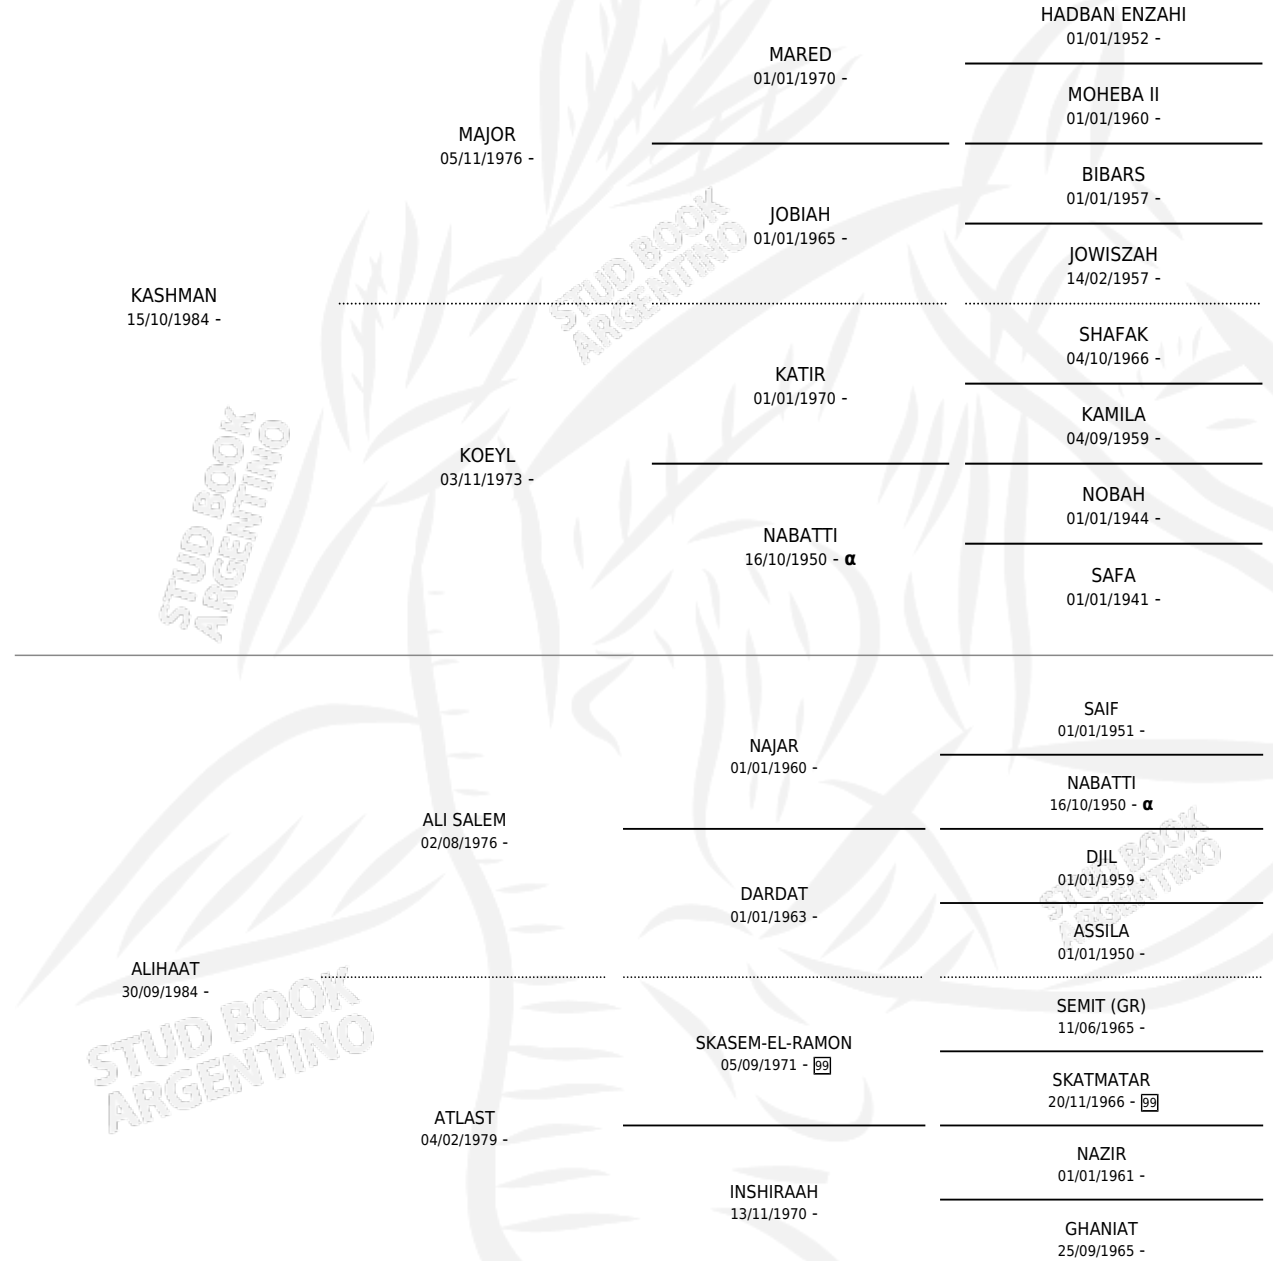 HADBAN ENZAHI
01/01/1952 -
MARED
01/01/1970 -
MOHEBA II
01/01/1960 -
MAJOR
05/11/1976 -
BIBARS
01/01/1957 -
JOBIAH
01/01/1965 -
JOWISZAH
14/02/1957 -
KASHMAN
15/10/1984 -
SHAFAK
04/10/1966 -
KATIR
01/01/1970 -
KAMILA
04/09/1959 -
KOEYL
03/11/1973 -
NOBAH
01/01/1944 -
NABATTI
16/10/1950 - α
SAFA
01/01/1941 -
STUD BOOK
ARGENTINO
STUD BOOK
ARGENTINO
SAIF
01/01/1951 -
NAJAR
01/01/1960 -
NABATTI
16/10/1950 - α
ALI SALEM
02/08/1976 -
DJIL
01/01/1959 -
DARDAT
01/01/1963 -
ASSILA
01/01/1950 -
ALIHAAT
30/09/1984 -
SEMIT (GR)
11/06/1965 -
SKASEM-EL-RAMON
05/09/1971 - 99
SKATMATAR
20/11/1966 - 99
ATLAST
04/02/1979 -
NAZIR
01/01/1961 -
INSHIRAAH
13/11/1970 -
GHANIAT
25/09/1965 -
STUD BOOK
ARGENTINO
STUD BOOK
ARGENTINO